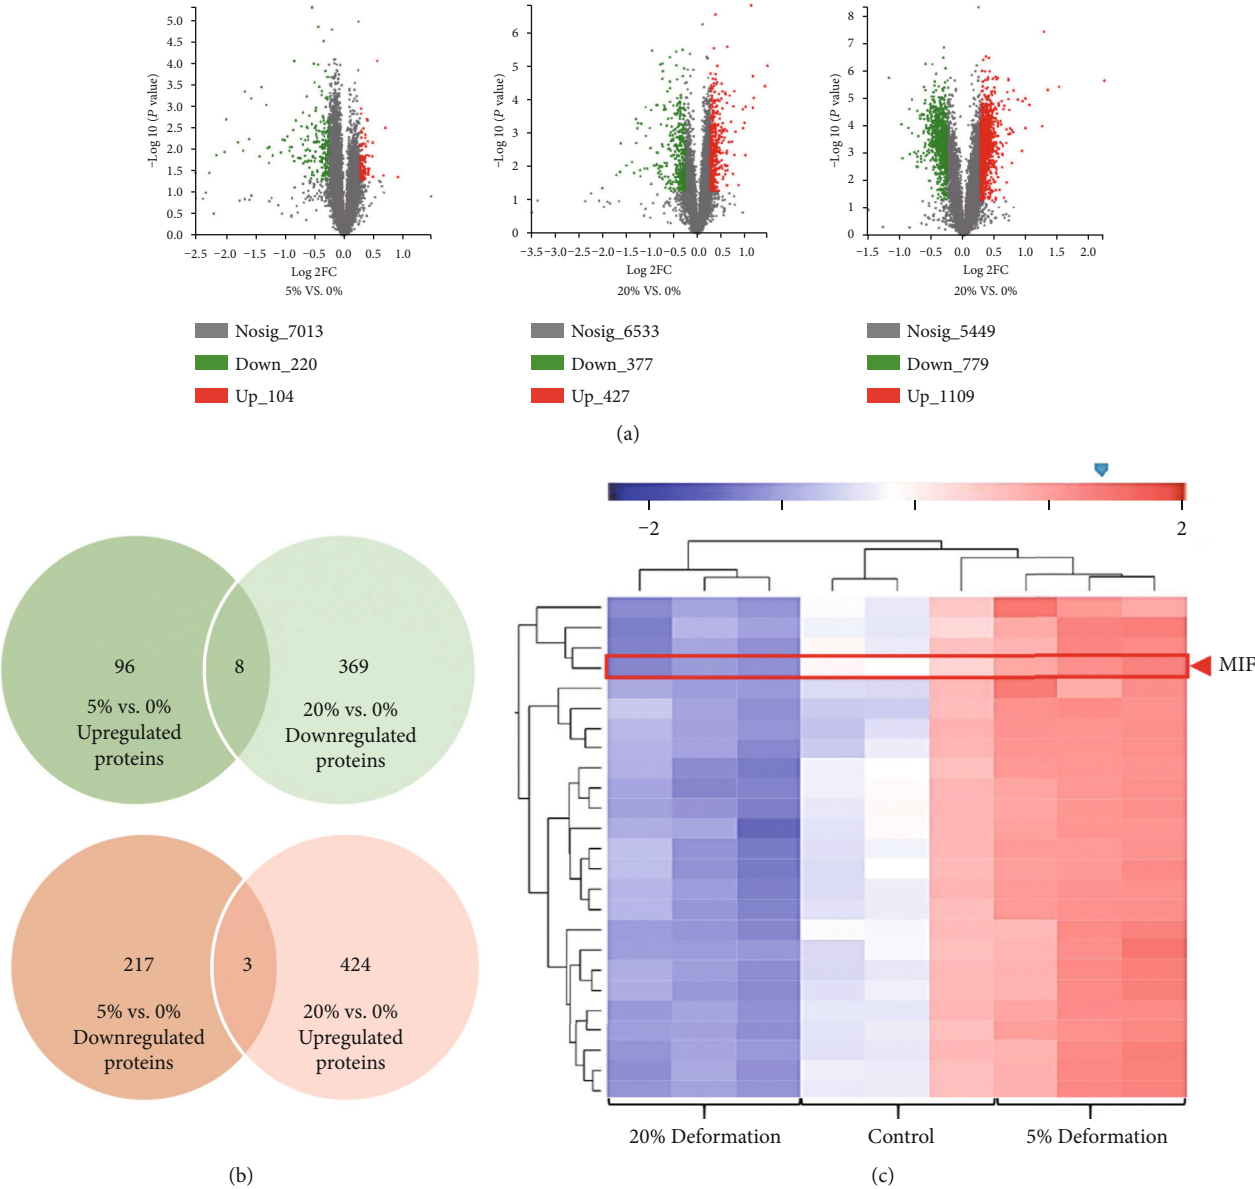 5.0
4.5
4.0
3.5
3.0
2.5
2.0
1.5
1.0
0.5
0.0
−Log 10 (P value)
−2.5 −2.0 −1.5 −1.0 −0.5 0.0 0.5 1.0
Log 2FC
5% VS. 0%
Nosig_7013
Down_220
Up_104
6
5
4
3
2
1
0
−Log 10 (P value)
−3.5 −3.0 −2.5 −2.0 −1.5 −1.0 −0.5 0.0 0.5 1.0
Log 2FC
20% VS. 0%
Nosig_6533
Down_377
Up_427
8
7
6
5
4
3
2
1
0
−Log 10 (P value)
−1.5 −1.0 −0.5 0.0 0.5 1.0 1.5 2.0
Log 2FC
20% VS. 0%
Nosig_5449
Down_779
Up_1109
(a)
96
5% vs. 0%
Upregulated
proteins
8
369
20% vs. 0%
Downregulated
proteins
217
5% vs. 0%
Downregulated
proteins
3
424
20% vs. 0%
Upregulated
proteins
(b)
−2 2
MIF
20% Deformation Control 5% Deformation
(c)